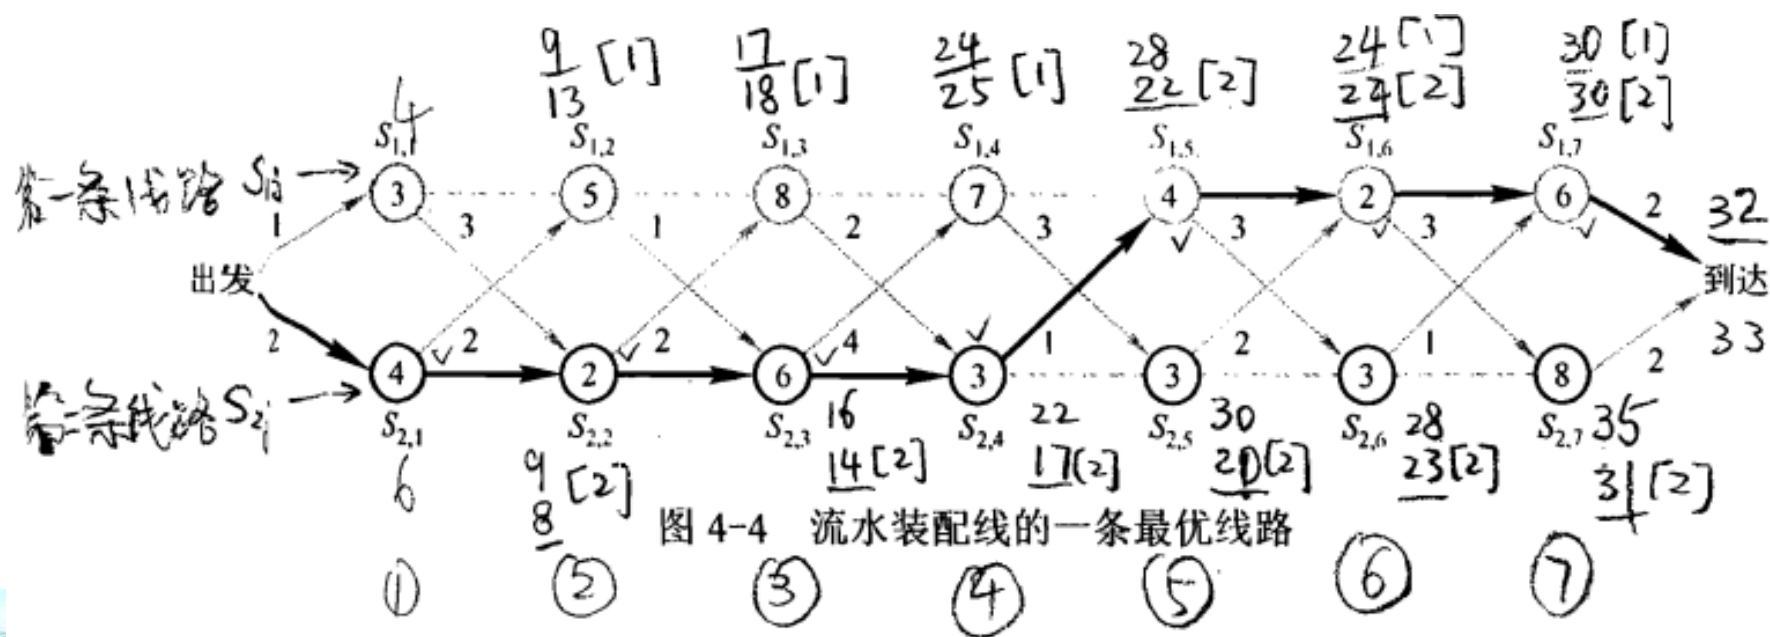 9 17 24 28 24 [1] 30 [1]
4 13 [1] 18 [1] 25 [1] 22 [2] 24 [2] 30 [2]
S1,1 S1,2 S1,3 S1,4 S1,5 S1,6 S1,7
第一条线路 S1j → 3 5 8 7 4 2 6 2 32
1 3 1 2 3 3 3
出发 到达
2 2 2 4 1 2 1 2 33
4 2 6 3 3 3 8
第二条线路 S2j → S2,1 S2,2 S2,3 16 S2,4 22 S2,5 30 S2,6 28 S2,7 35
6 9 [2] 14 [2] 17 [2] 20 [2] 23 [2] 31 [2]
8
图 4-4 流水装配线的一条最优线路
① ② ③ ④ ⑤ ⑥ ⑦